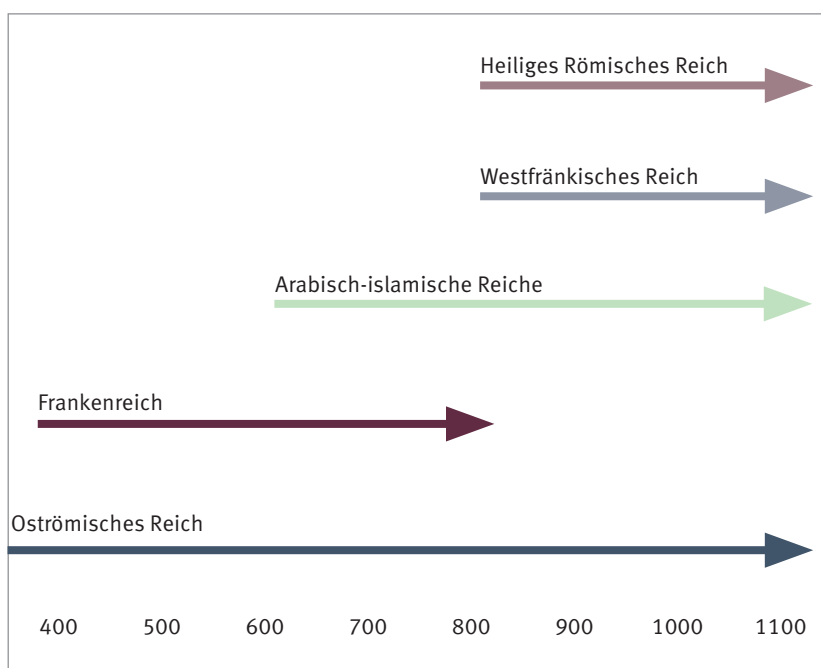 Heiliges Römisches Reich
Westfränkisches Reich
Arabisch-islamische Reiche
Frankenreich
Oströmisches Reich
400 500 600 700 800 900 1000 1100